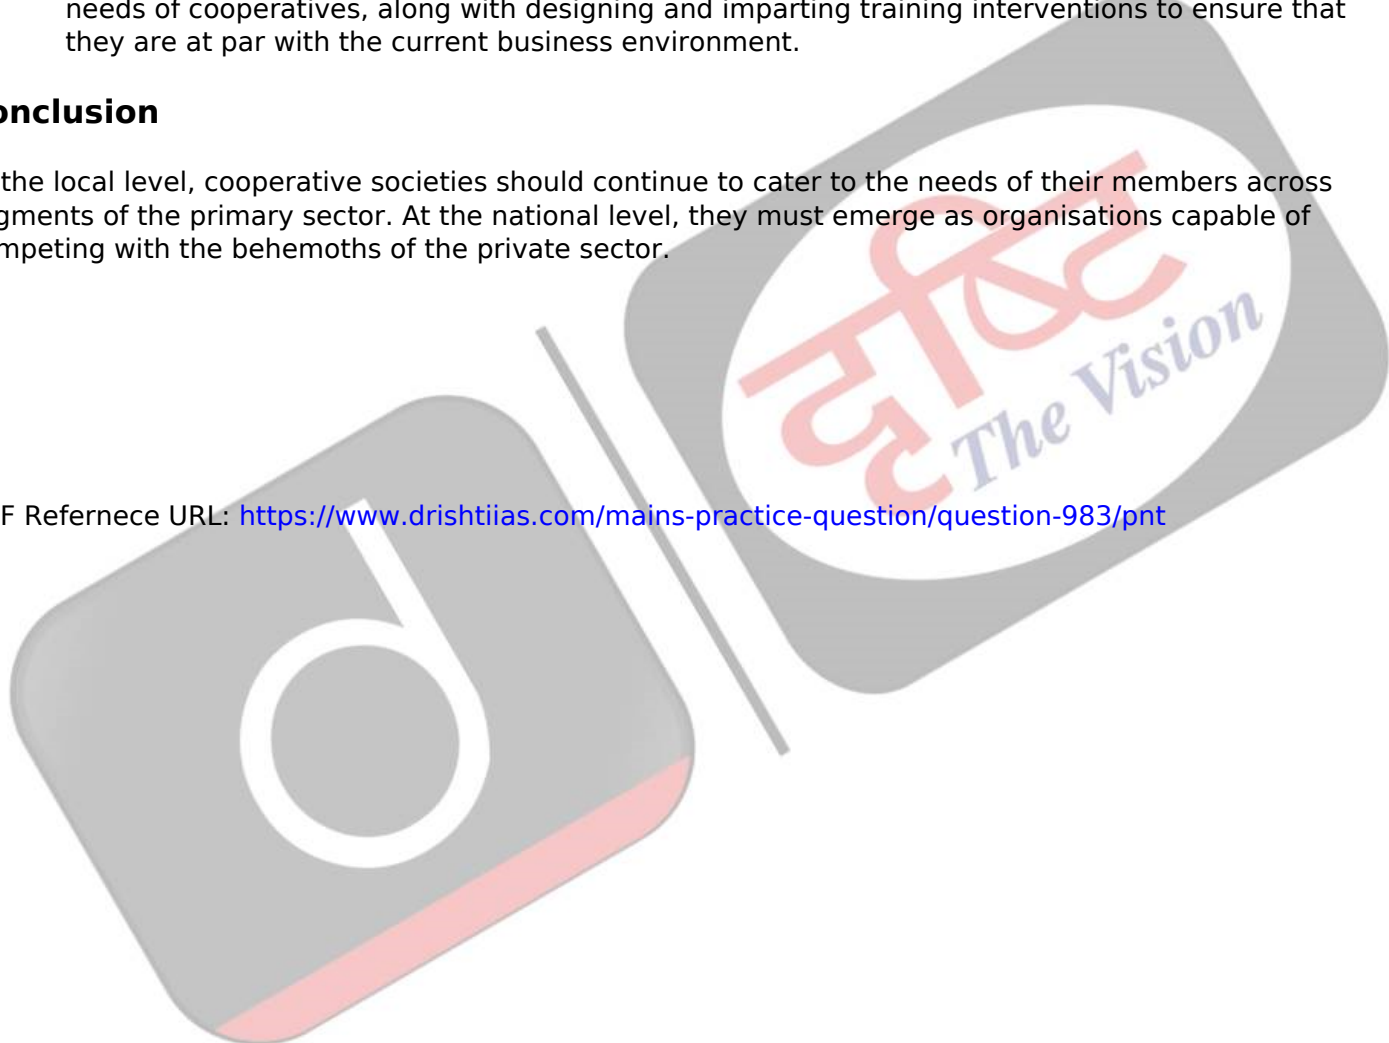 needs of cooperatives, along with designing and imparting training interventions to ensure that
they are at par with the current business environment.
onclusion
the local level, cooperative societies should continue to cater to the needs of their members across
gments of the primary sector. At the national level, they must emerge as organisations capable of
mpeting with the behemoths of the private sector.
दृष्टि
The Vision
F Refernece URL: https://www.drishtiias.com/mains-practice-question/question-983/pnt
d